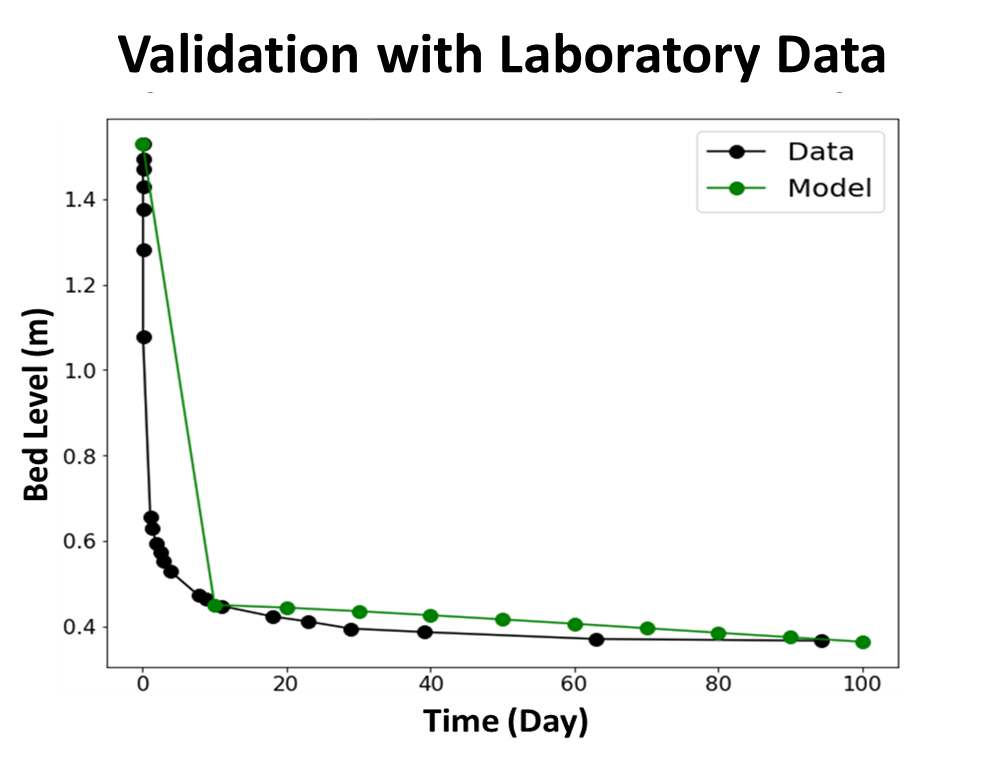 Validation with Laboratory Data
Data
Model
Bed Level (m)
1.4
1.2
1.0
0.8
0.6
0.4
0 20 40 60 80 100
Time (Day)